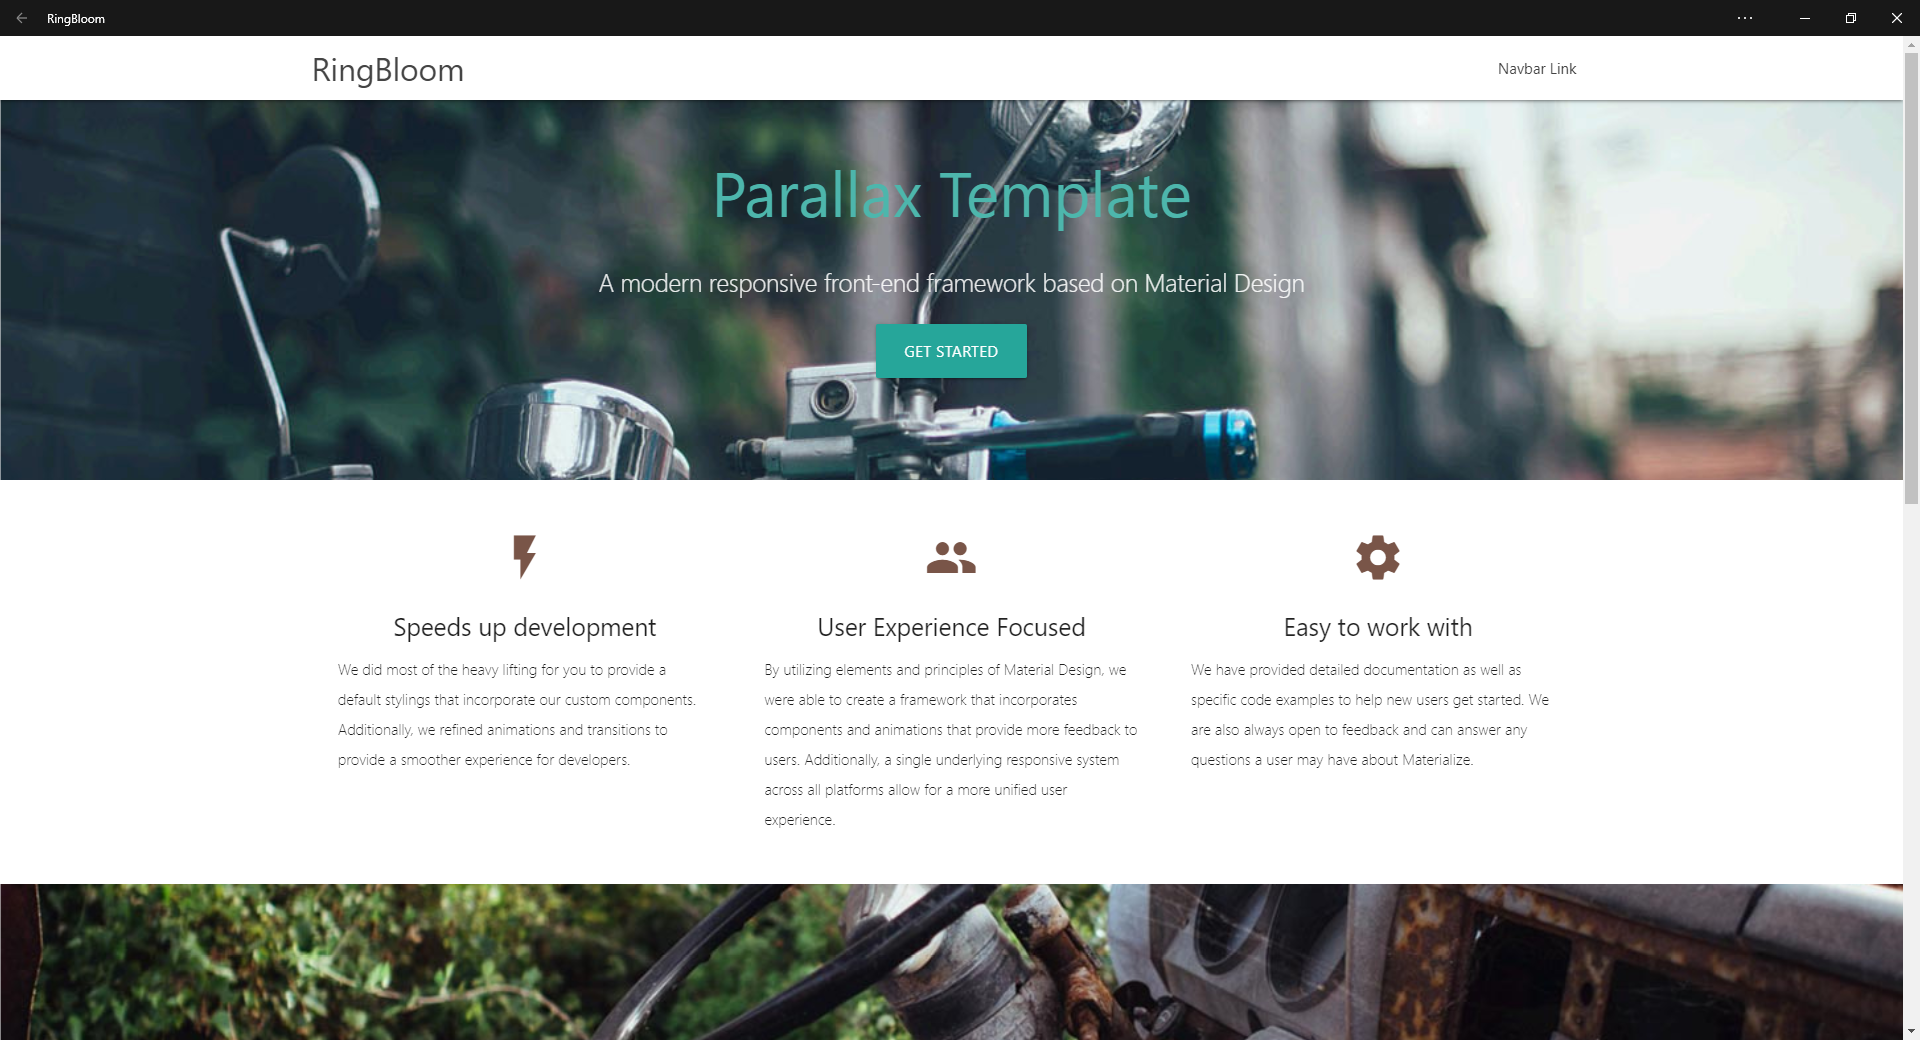 RingBloom
RingBloom
Navbar Link
Parallax Template
A modern responsive front-end framework based on Material Design
GET STARTED
Speeds up development
We did most of the heavy lifting for you to provide a
default stylings that incorporate our custom components.
Additionally, we refined animations and transitions to
provide a smoother experience for developers.
User Experience Focused
By utilizing elements and principles of Material Design, we
were able to create a framework that incorporates
components and animations that provide more feedback to
users. Additionally, a single underlying responsive system
across all platforms allow for a more unified user
experience.
Easy to work with
We have provided detailed documentation as well as
specific code examples to help new users get started. We
are also always open to feedback and can answer any
questions a user may have about Materialize.